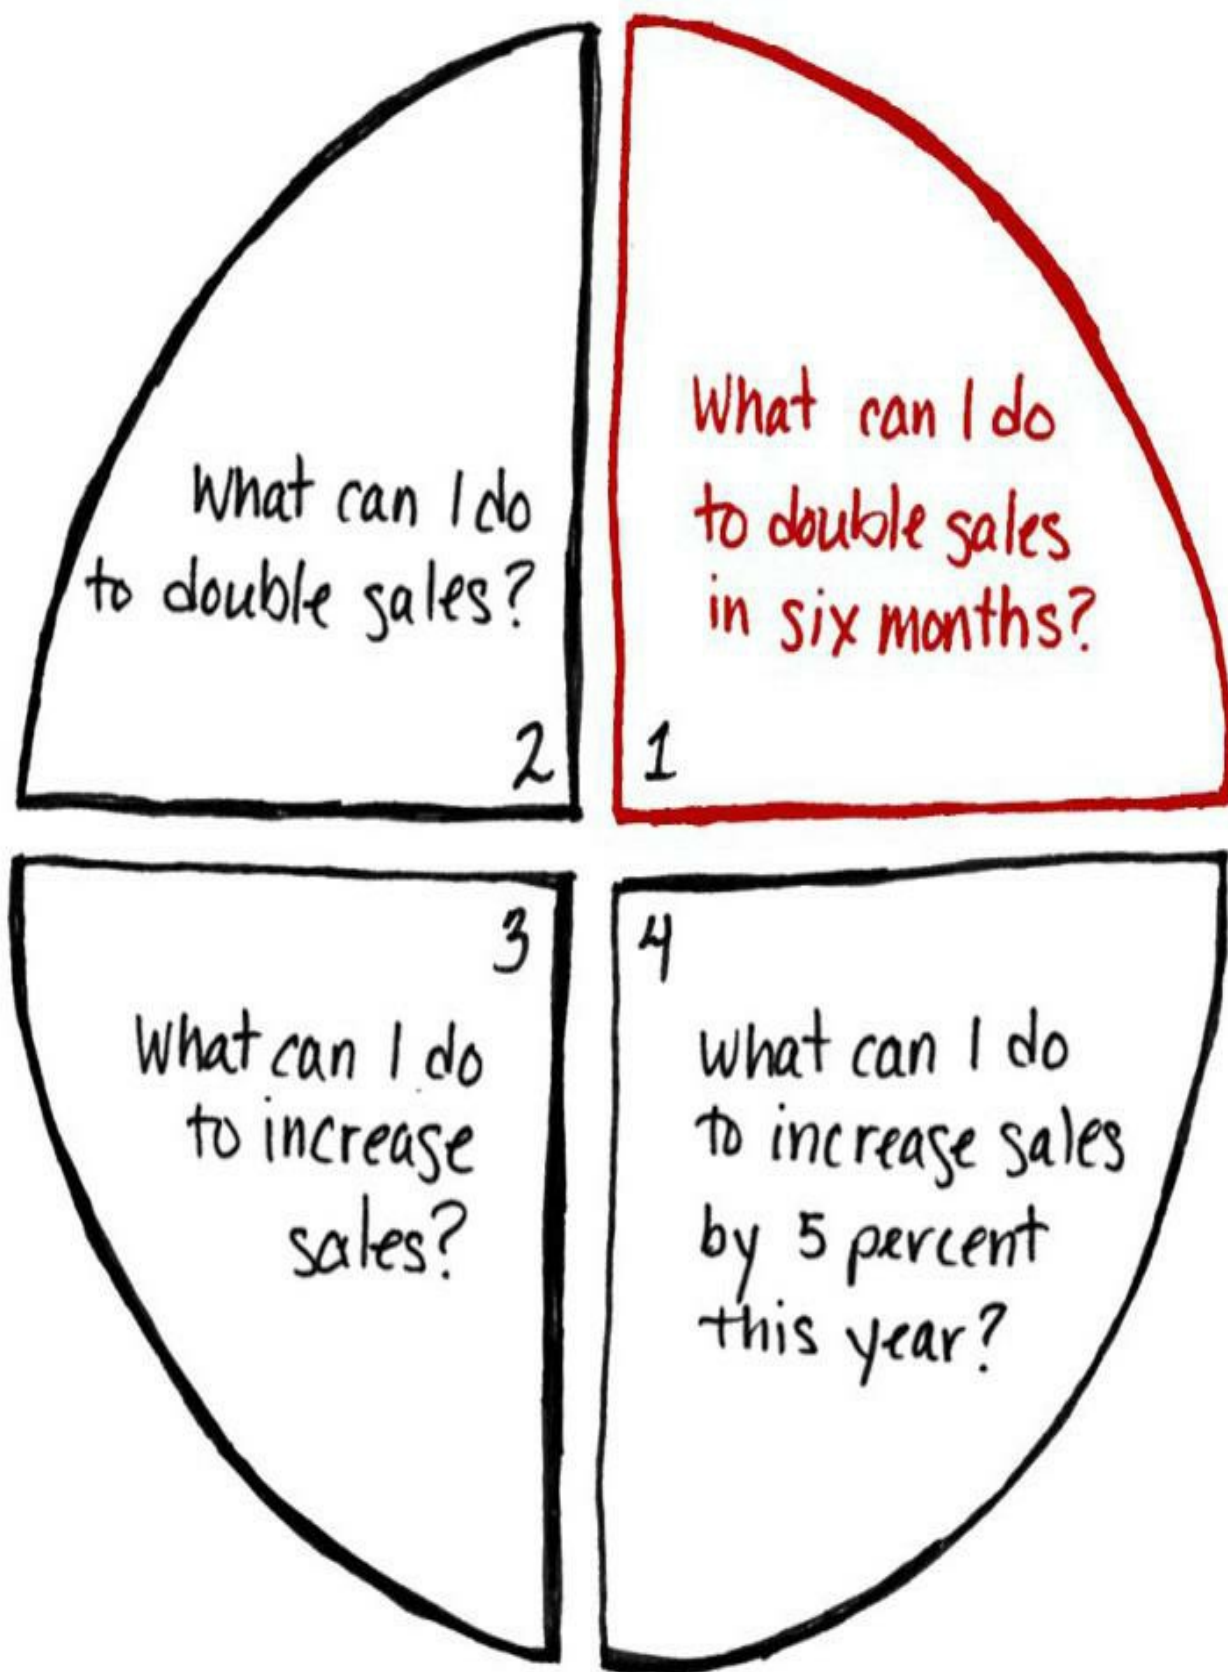 What can I do
to double sales?
2
What can I do
to double sales
in six months?
1
3
What can I do
to increase
sales?
4
What can I do
to increase sales
by 5 percent
this year?